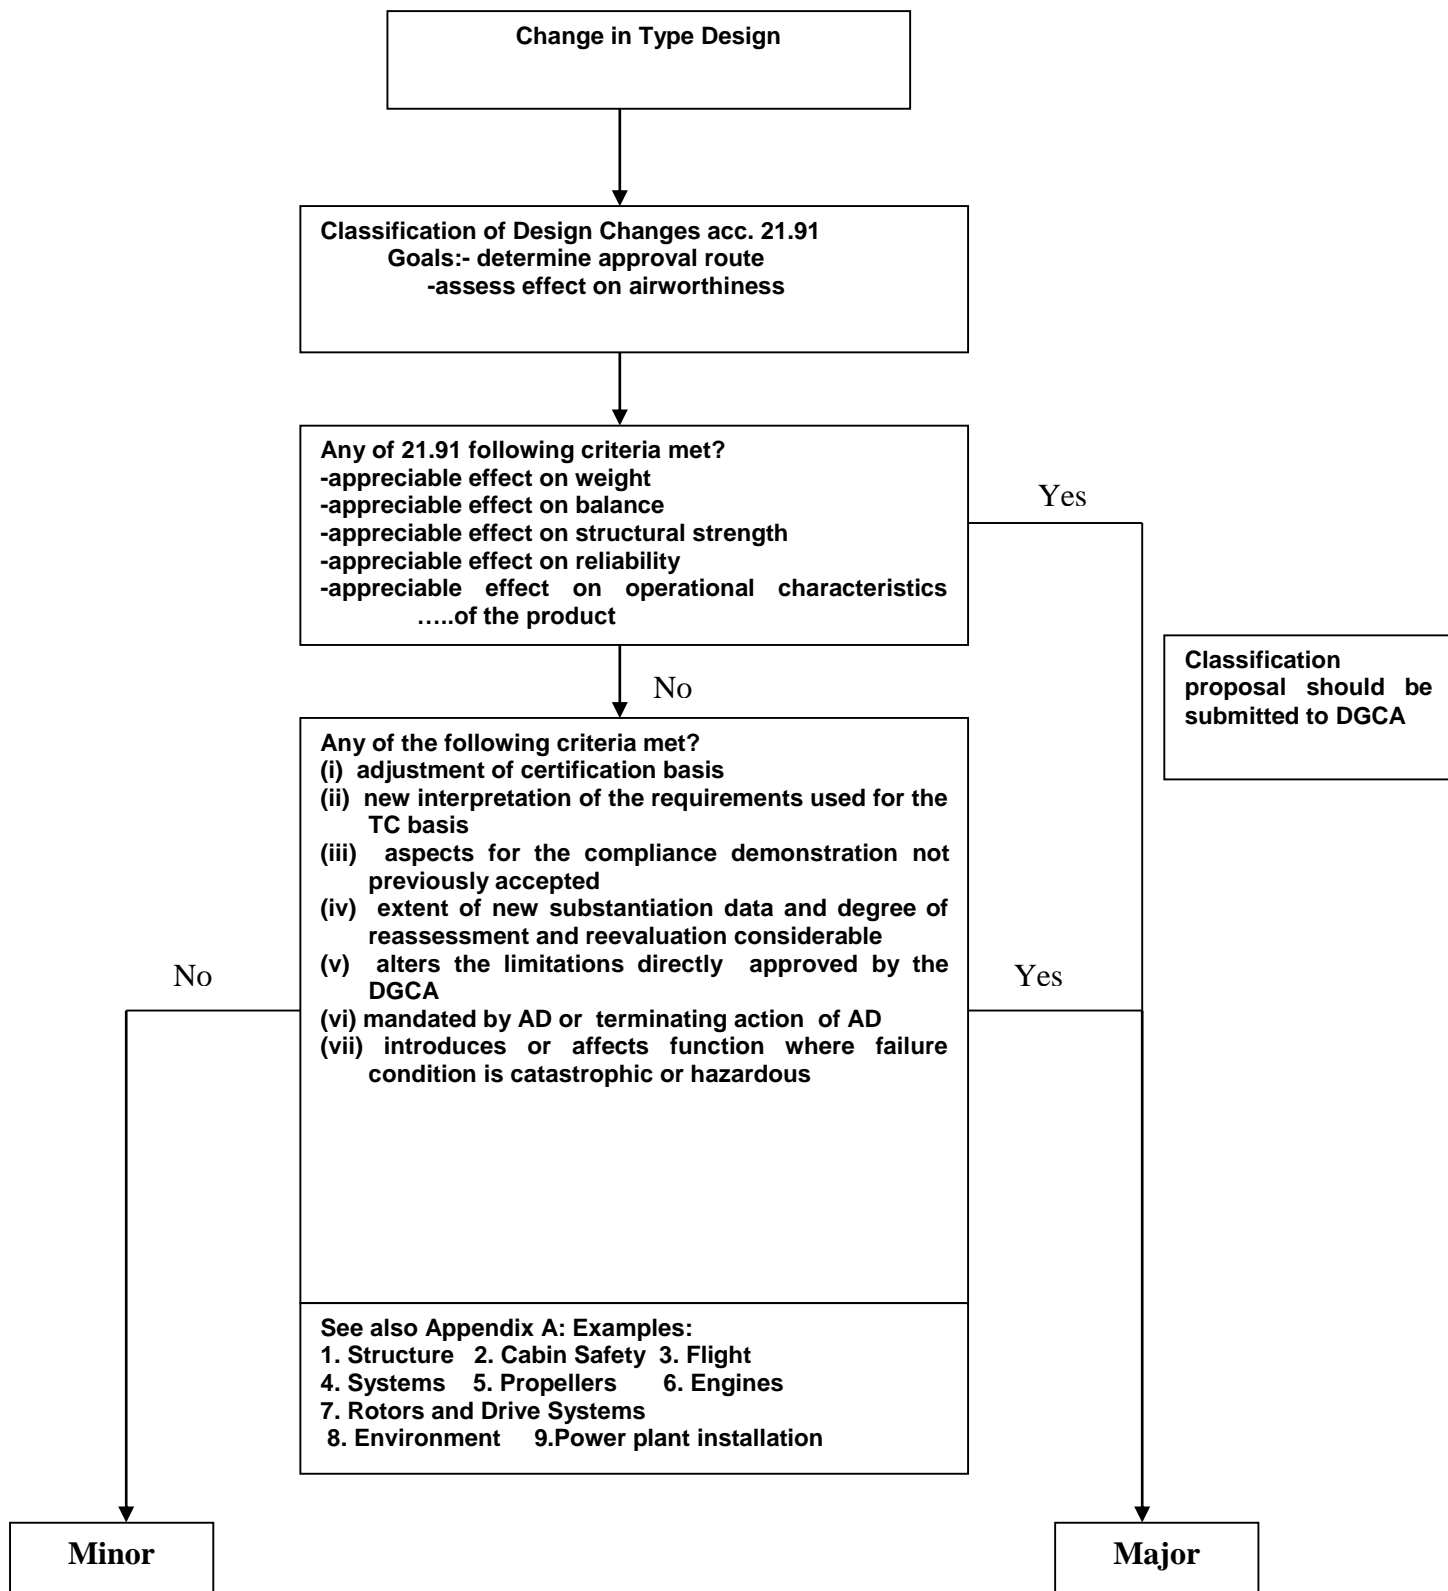 Change in Type Design
Classification of Design Changes acc. 21.91
Goals:- determine approval route
-assess effect on airworthiness
Any of 21.91 following criteria met?
-appreciable effect on weight
-appreciable effect on balance
-appreciable effect on structural strength
-appreciable effect on reliability
-appreciable effect on operational characteristics
…..of the product
Yes
Classification
proposal should be
submitted to DGCA
No
Any of the following criteria met?
(i) adjustment of certification basis
(ii) new interpretation of the requirements used for the
TC basis
(iii) aspects for the compliance demonstration not
previously accepted
(iv) extent of new substantiation data and degree of
reassessment and reevaluation considerable
(v) alters the limitations directly approved by the
DGCA
(vi) mandated by AD or terminating action of AD
(vii) introduces or affects function where failure
condition is catastrophic or hazardous
No
Yes
See also Appendix A: Examples:
1. Structure 2. Cabin Safety 3. Flight
4. Systems 5. Propellers 6. Engines
7. Rotors and Drive Systems
8. Environment 9.Power plant installation
Minor
Major